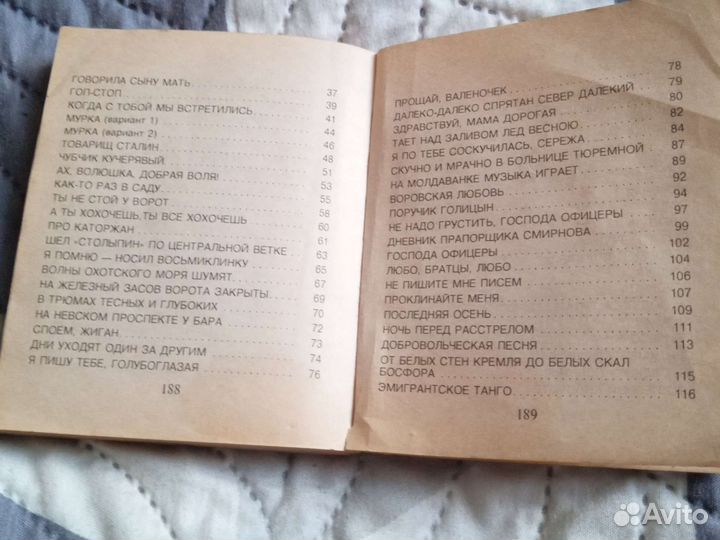 ГОВОРИЛА СЫНУ МАТЬ 37
ГОП-СТОП 39
КОГДА С ТОБОЙ МЫ ВСТРЕТИЛИСЬ 41
МУРКА (вариант 1) 44
МУРКА (вариант 2) 46
ТОВАРИЩ СТАЛИН 48
ЧУБЧИК КУЧЕРЯВЫЙ 51
АХ, ВОЛЮШКА, ДОБРАЯ ВОЛЯ! 53
КАК-ТО РАЗ В САДУ 55
ТЫ НЕ СТОЙ У ВОРОТ 58
А ТЫ ХОХОЧЕШЬ,ТЫ ВСЕ ХОХОЧЕШЬ 60
ПРО КАТОРЖАН 61
ШЕЛ «СТОЛЫПИН» ПО ЦЕНТРАЛЬНОЙ ВЕТКЕ 63
Я ПОМНЮ — НОСИЛ ВОСЬМИКЛИНКУ 65
ВОЛНЫ ОХОТСКОГО МОРЯ ШУМЯТ 67
НА ЖЕЛЕЗНЫЙ ЗАСОВ ВОРОТА ЗАКРЫТЫ 69
В ТРЮМАХ ТЕСНЫХ И ГЛУБОКИХ 70
НА НЕВСКОМ ПРОСПЕКТЕ У БАРА 72
СПОЕМ, ЖИГАН 73
ДНИ УХОДЯТ ОДИН ЗА ДРУГИМ 74
Я ПИШУ ТЕБЕ, ГОЛУБОГЛАЗАЯ 76
188
ПРОЩАЙ, ВАЛЕНОЧЕК 78
ДАЛЕКО-ДАЛЕКО СПРЯТАН СЕВЕР ДАЛЕКИЙ 79
ЗДРАВСТВУЙ, МАМА ДОРОГАЯ 80
ТАЕТ НАД ЗАЛИВОМ ЛЕД ВЕСНОЮ 82
Я ПО ТЕБЕ СОСКУЧИЛАСЬ, СЕРЕЖА 84
СКУЧНО И МРАЧНО В БОЛЬНИЦЕ ТЮРЕМНОЙ 87
НА МОЛДАВАНКЕ МУЗЫКА ИГРАЕТ 89
ВОРОВСКАЯ ЛЮБОВЬ 92
ПОРУЧИК ГОЛИЦЫН 94
НЕ НАДО ГРУСТИТЬ, ГОСПОДА ОФИЦЕРЫ 97
ДНЕВНИК ПРАПОРЩИКА СМИРНОВА 99
ГОСПОДА ОФИЦЕРЫ 102
ЛЮБО, БРАТЦЫ, ЛЮБО 104
НЕ ПИШИТЕ МНЕ ПИСЕМ 106
ПРОКЛИНАЙТЕ МЕНЯ 107
ПОСЛЕДНЯЯ ОСЕНЬ 109
НОЧЬ ПЕРЕД РАССТРЕЛОМ 111
ДОБРОВОЛЬЧЕСКАЯ ПЕСНЯ 113
ОТ БЕЛЫХ СТЕН КРЕМЛЯ ДО БЕЛЫХ СКАЛ
БОСФОРА 115
ЭМИГРАНТСКОЕ ТАНГО 116
189
Avito